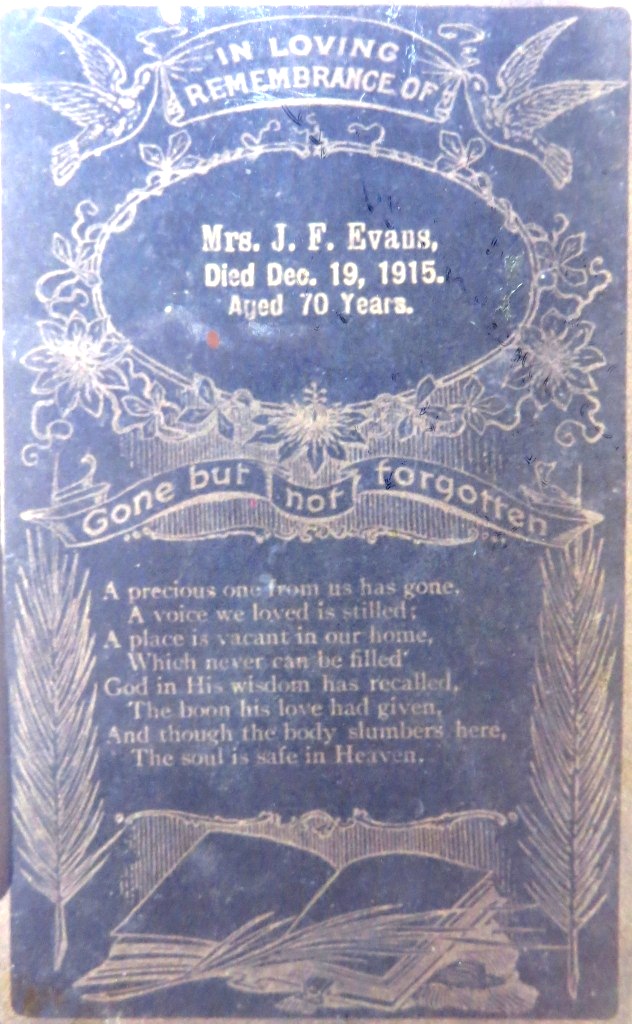 IN LOVING
REMEMBRANCE OF
Mrs. J. F. Evans,
Died Dec. 19, 1915.
Aged 70 Years.
Gone but not forgotten
A precious one from us has gone,
A voice we loved is stilled;
A place is vacant in our home,
Which never can be filled
God in His wisdom has recalled,
The boon his love had given,
And though the body slumbers here,
The soul is safe in Heaven.